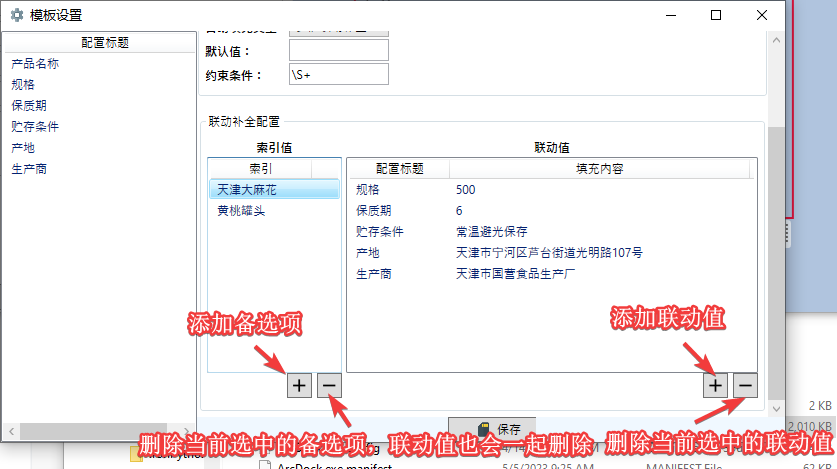 模板设置
配置标题
产品名称
规格
保质期
贮存条件
产地
生产商
默认值：
约束条件： \S+
联动补全配置
索引值
联动值
索引
天津大麻花
黄桃罐头
配置标题 填充内容
规格 500
保质期 6
贮存条件 常温避光保存
产地 天津市宁河区芦台街道光明路107号
生产商 天津市国营食品生产厂
添加备选项
添加联动值
保存
删除当前选中的备选项，联动值也会一起删除
删除当前选中的联动值
2 KB
2,010 KB
ArcDock.exe.manifest 5/5/2023 9:25 AM MANIFEST File 62 KB